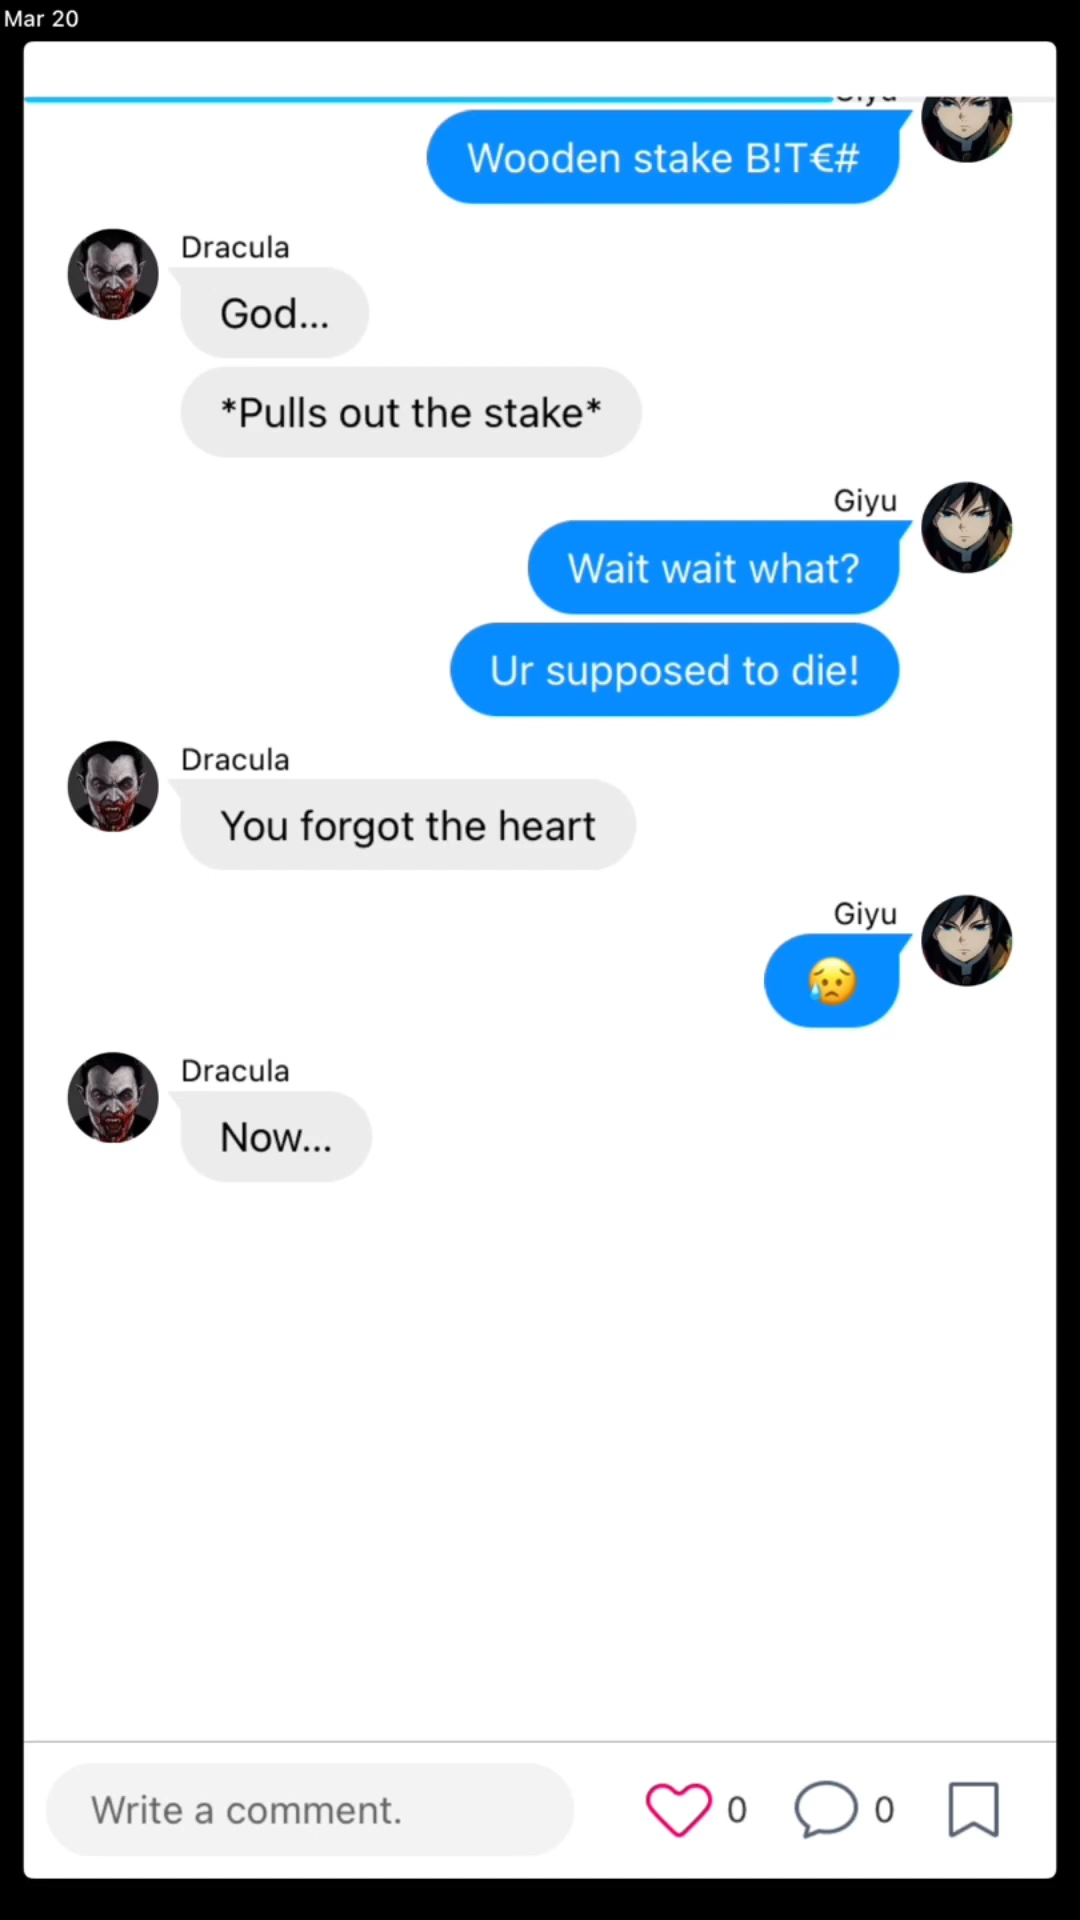 Mar 20
Giyu
Wooden stake B!T€#
Dracula
God...
*Pulls out the stake*
Giyu
Wait wait what?
Ur supposed to die!
Dracula
You forgot the heart
Giyu
😥
Dracula
Now...
Write a comment.
0
0